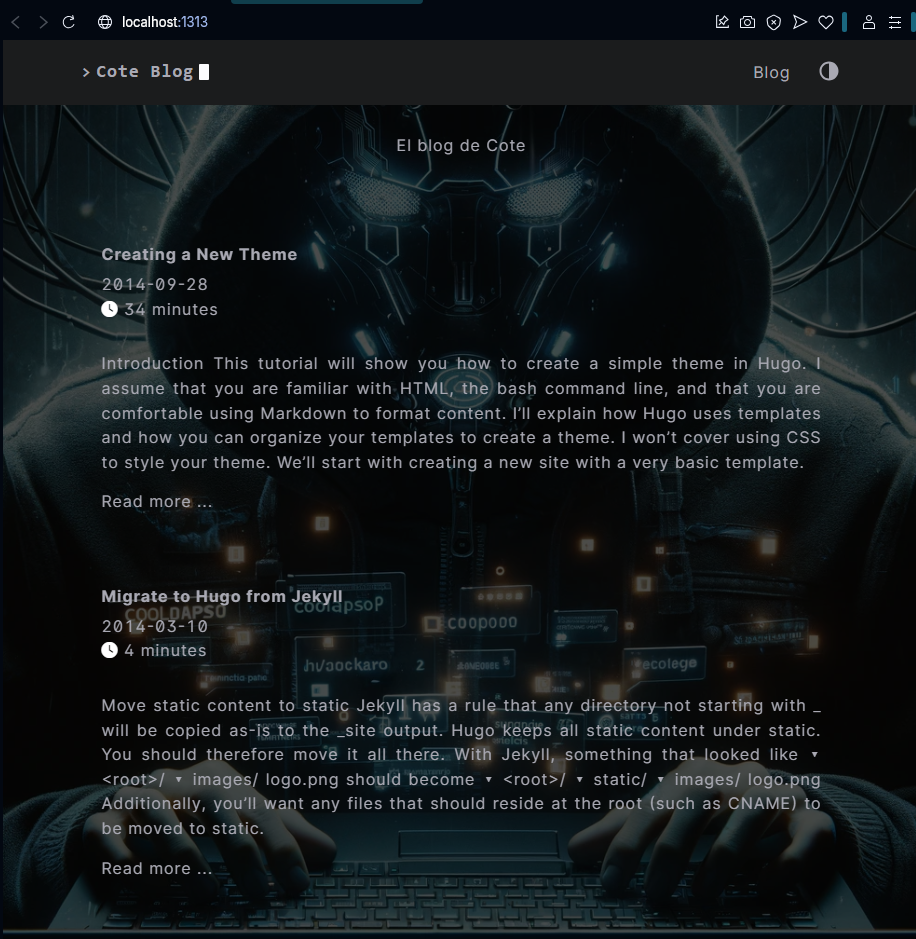 localhost:1313
> Cote Blog
Blog
El blog de Cote
Creating a New Theme
2014-09-28
34 minutes
Introduction This tutorial will show you how to create a simple theme in Hugo. I
assume that you are familiar with HTML, the bash command line, and that you are
comfortable using Markdown to format content. I’ll explain how Hugo uses templates
and how you can organize your templates to create a theme. I won’t cover using CSS
to style your theme. We’ll start with creating a new site with a very basic template.
Read more ...
Migrate to Hugo from Jekyll
COOLDAPSO
coolapsoP
coopooo
2014-03-10
4 minutes
2
ecolege
Move static content to static Jekyll has a rule that any directory not starting with _
will be copied as-is to the _site output. Hugo keeps all static content under static.
You should therefore move it all there. With Jekyll, something that looked like ▾
<root>/ ▾ images/ logo.png should become ▾ <root>/ ▾ static/ ▾ images/ logo.png
Additionally, you’ll want any files that should reside at the root (such as CNAME) to
be moved to static.
Read more ...